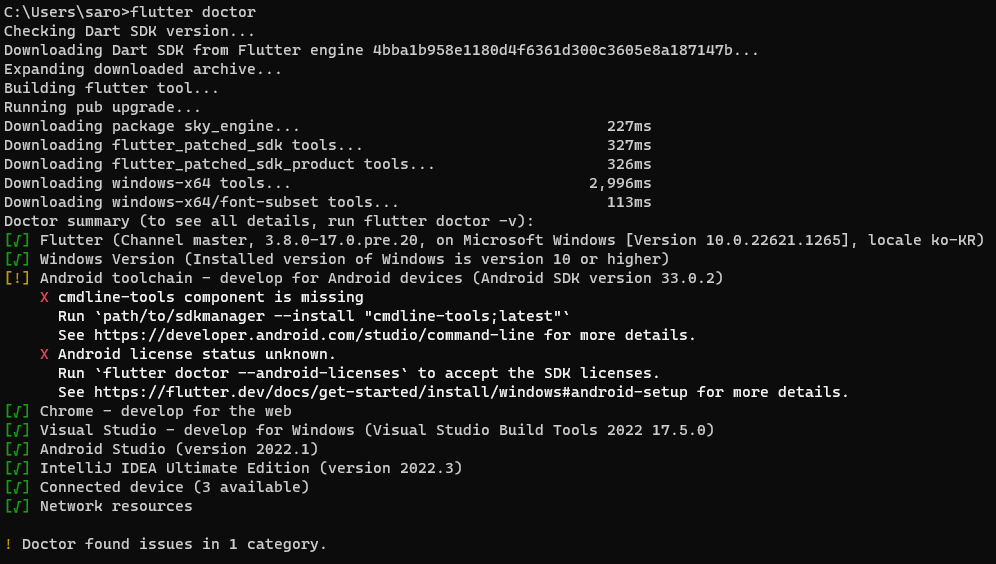 C:\Users\saro>flutter doctor
Checking Dart SDK version...
Downloading Dart SDK from Flutter engine 4bba1b958e1180d4f6361d300c3605e8a187147b...
Expanding downloaded archive...
Building flutter tool...
Running pub upgrade...
Downloading package sky_engine... 227ms
Downloading flutter_patched_sdk tools... 327ms
Downloading flutter_patched_sdk_product tools... 326ms
Downloading windows-x64 tools... 2,996ms
Downloading windows-x64/font-subset tools... 113ms
Doctor summary (to see all details, run flutter doctor -v):
[√] Flutter (Channel master, 3.8.0-17.0.pre.20, on Microsoft Windows [Version 10.0.22621.1265], locale ko-KR)
[√] Windows Version (Installed version of Windows is version 10 or higher)
[!] Android toolchain - develop for Android devices (Android SDK version 33.0.2)
    X cmdline-tools component is missing
      Run `path/to/sdkmanager --install "cmdline-tools;latest"`
      See https://developer.android.com/studio/command-line for more details.
    X Android license status unknown.
      Run `flutter doctor --android-licenses` to accept the SDK licenses.
      See https://flutter.dev/docs/get-started/install/windows#android-setup for more details.
[√] Chrome - develop for the web
[√] Visual Studio - develop for Windows (Visual Studio Build Tools 2022 17.5.0)
[√] Android Studio (version 2022.1)
[√] IntelliJ IDEA Ultimate Edition (version 2022.3)
[√] Connected device (3 available)
[√] Network resources
! Doctor found issues in 1 category.